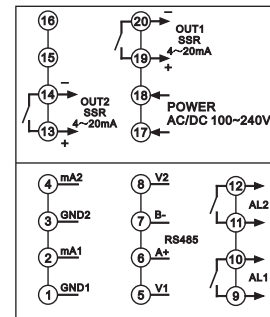 16
20
−
OUT1
SSR
4～20mA
15
19
+
14
−
OUT2
SSR
4～20mA
13
+
18
POWER
AC/DC 100~240V
17
4 mA2
3 GND2
2 mA1
1 GND1
8 V2
7 B-
6 A+
RS485
5 V1
12
AL2
11
10
AL1
9